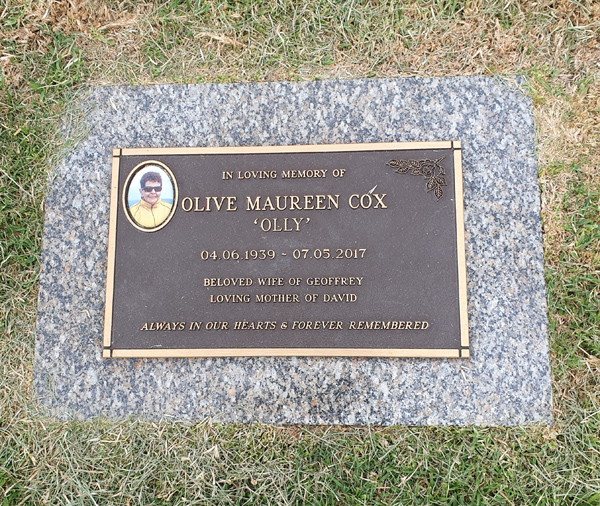 IN LOVING MEMORY OF
OLIVE MAUREEN COX
'OLLY'
04.06.1939 - 07.05.2017
BELOVED WIFE OF GEOFFREY
LOVING MOTHER OF DAVID
ALWAYS IN OUR HEARTS & FOREVER REMEMBERED